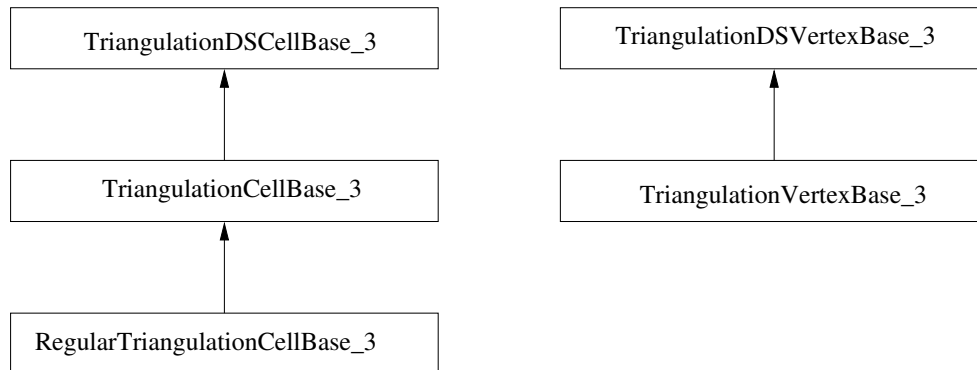 TriangulationDSCellBase_3
TriangulationDSVertexBase_3
TriangulationCellBase_3
TriangulationVertexBase_3
RegularTriangulationCellBase_3